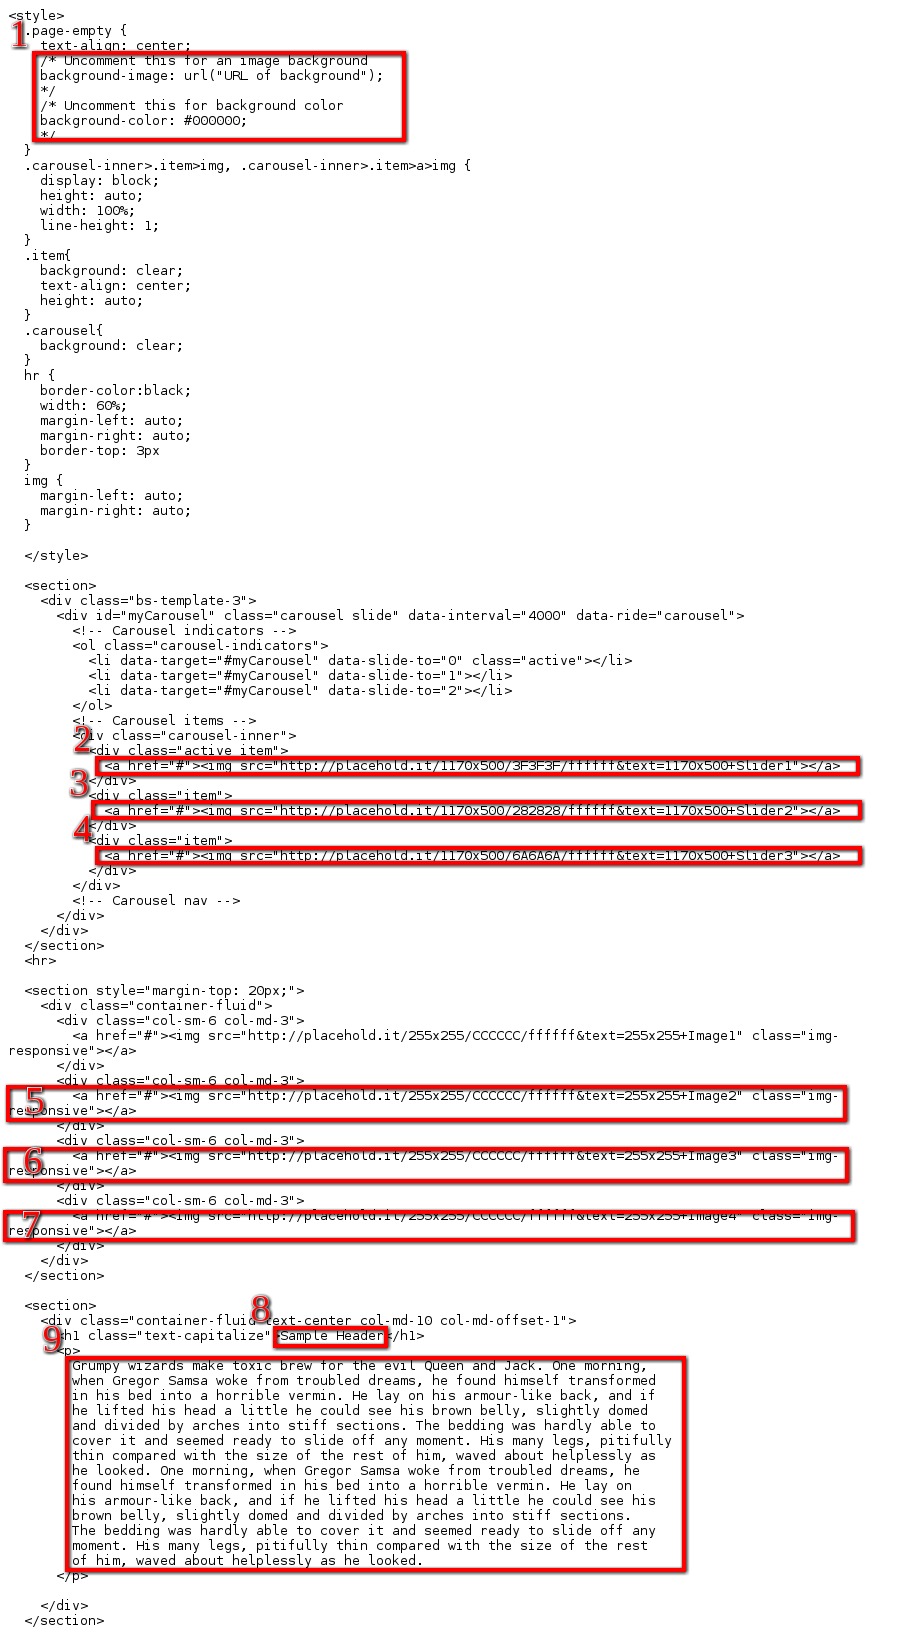 <style>
1 .page-empty {
text-align: center;
/* Uncomment this for an image background
background-image: url("URL of background");
*/
/* Uncomment this for background color
background-color: #000000;
*/
}
.carousel-inner>.item>img, .carousel-inner>.item>a>img {
display: block;
height: auto;
width: 100%;
line-height: 1;
}
.item{
background: clear;
text-align: center;
height: auto;
}
.carousel{
background: clear;
}
hr {
border-color:black;
width: 60%;
margin-left: auto;
margin-right: auto;
border-top: 3px
}
img {
margin-left: auto;
margin-right: auto;
}
</style>
<section>
<div class="bs-template-3">
<div id="myCarousel" class="carousel slide" data-interval="4000" data-ride="carousel">
<!-- Carousel indicators -->
<ol class="carousel-indicators">
<li data-target="#myCarousel" data-slide-to="0" class="active"></li>
<li data-target="#myCarousel" data-slide-to="1"></li>
<li data-target="#myCarousel" data-slide-to="2"></li>
</ol>
<!-- Carousel items -->
<div class="carousel-inner">
2 <div class="active item">
<a href="#"><img src="http://placehold.it/1170x500/3F3F3F/ffffff&text=1170x500+Slider1"></a>
3 </div>
<div class="item">
<a href="#"><img src="http://placehold.it/1170x500/282828/ffffff&text=1170x500+Slider2"></a>
4 </div>
<div class="item">
<a href="#"><img src="http://placehold.it/1170x500/6A6A6A/ffffff&text=1170x500+Slider3"></a>
</div>
</div>
<!-- Carousel nav -->
</div>
</div>
</section>
<hr>
<section style="margin-top: 20px;">
<div class="container-fluid">
<div class="col-sm-6 col-md-3">
<a href="#"><img src="http://placehold.it/255x255/CCCCCC/ffffff&text=255x255+Image1" class="img-
responsive"></a>
</div>
<div class="col-sm-6 col-md-3">
5 <a href="#"><img src="http://placehold.it/255x255/CCCCCC/ffffff&text=255x255+Image2" class="img-
responsive"></a>
</div>
<div class="col-sm-6 col-md-3">
6 <a href="#"><img src="http://placehold.it/255x255/CCCCCC/ffffff&text=255x255+Image3" class="img-
responsive"></a>
</div>
<div class="col-sm-6 col-md-3">
7 <a href="#"><img src="http://placehold.it/255x255/CCCCCC/ffffff&text=255x255+Image4" class="img-
responsive"></a>
</div>
</div>
</section>
<section>
8
<div class="container-fluid text-center col-md-10 col-md-offset-1">
9 <h1 class="text-capitalize">Sample Header</h1>
<p>
Grumpy wizards make toxic brew for the evil Queen and Jack. One morning,
when Gregor Samsa woke from troubled dreams, he found himself transformed
in his bed into a horrible vermin. He lay on his armour-like back, and if
he lifted his head a little he could see his brown belly, slightly domed
and divided by arches into stiff sections. The bedding was hardly able to
cover it and seemed ready to slide off any moment. His many legs, pitifully
thin compared with the size of the rest of him, waved about helplessly as
he looked. One morning, when Gregor Samsa woke from troubled dreams, he
found himself transformed in his bed into a horrible vermin. He lay on
his armour-like back, and if he lifted his head a little he could see his
brown belly, slightly domed and divided by arches into stiff sections.
The bedding was hardly able to cover it and seemed ready to slide off any
moment. His many legs, pitifully thin compared with the size of the rest
of him, waved about helplessly as he looked.
</p>
</div>
</section>